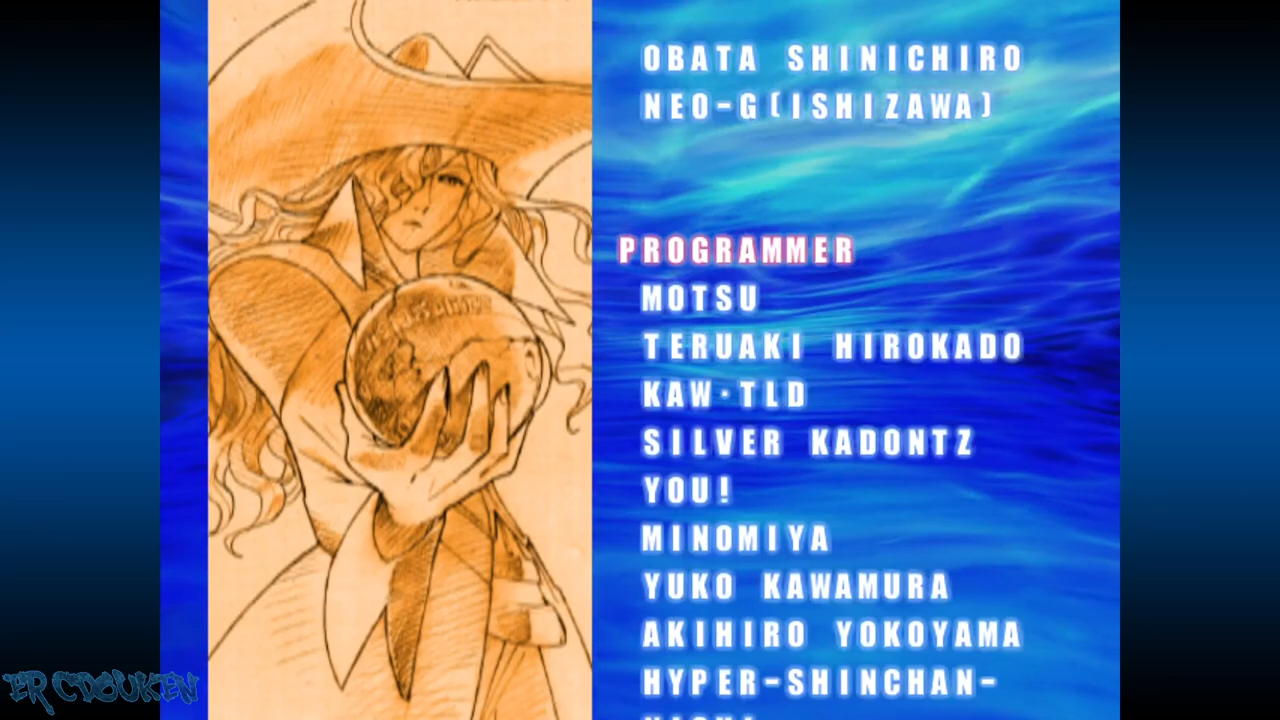 OBATA SHINICHIRO
NEO-G(ISHIZAWA)
PROGRAMMER
MOTSU
TERUAKI HIROKADO
KAW·TLD
SILVER KADONTZ
YOU!
MINOMIYA
YUKO KAWAMURA
AKIHIRO YOKOYAMA
HYPER-SHINCHAN-